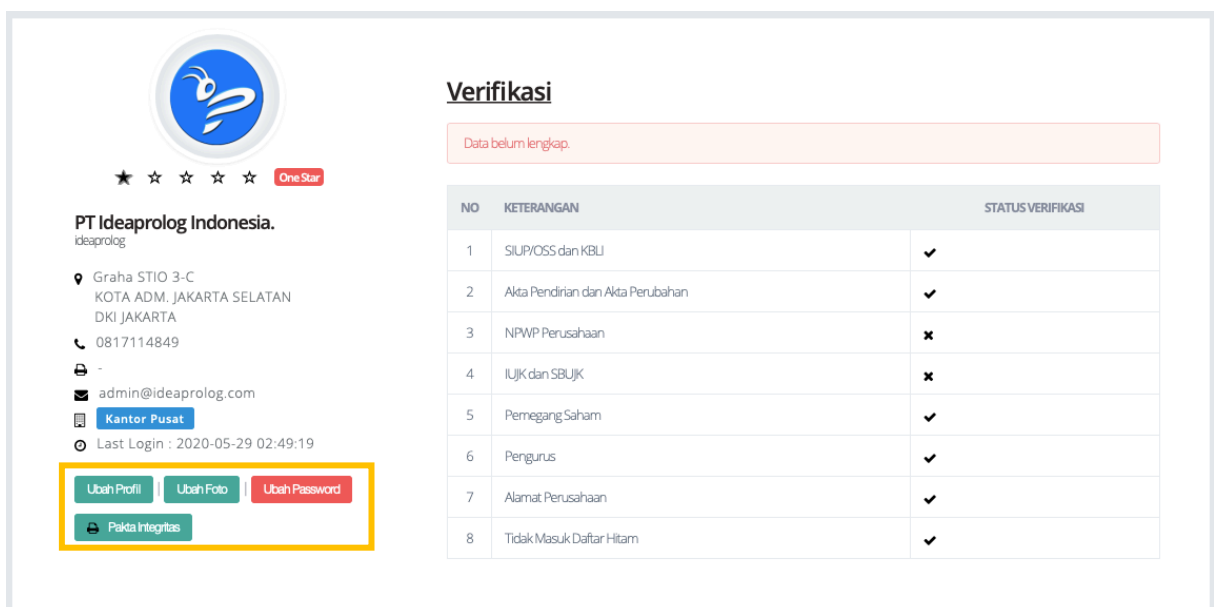 One Star
PT Ideaprolog Indonesia.
ideaprolog
Graha STIO 3-C
KOTA ADM. JAKARTA SELATAN
DKI JAKARTA
0817114849
-
admin@ideaprolog.com
Kantor Pusat
Last Login : 2020-05-29 02:49:19
Ubah Profil | Ubah Foto | Ubah Password
Pakta Integritas
Verifikasi
Data belum lengkap.
NO KETERANGAN STATUS VERIFIKASI
1 SIUP/OSS dan KBLI ✔
2 Akta Pendirian dan Akta Perubahan ✔
3 NPWP Perusahaan ✖
4 IUJK dan SBUJK ✖
5 Pemegang Saham ✔
6 Pengurus ✔
7 Alamat Perusahaan ✔
8 Tidak Masuk Daftar Hitam ✔